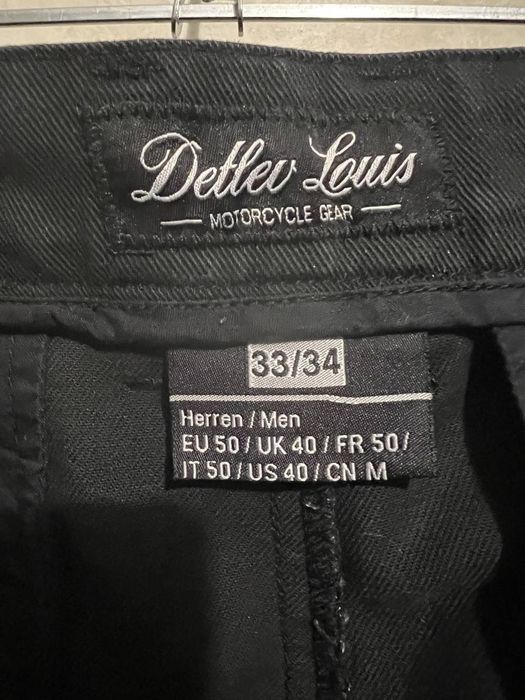 Detlev Louis
— MOTORCYCLE GEAR —
33/34
Herren / Men
EU 50 / UK 40 / FR 50 /
IT 50 / US 40 / CN M